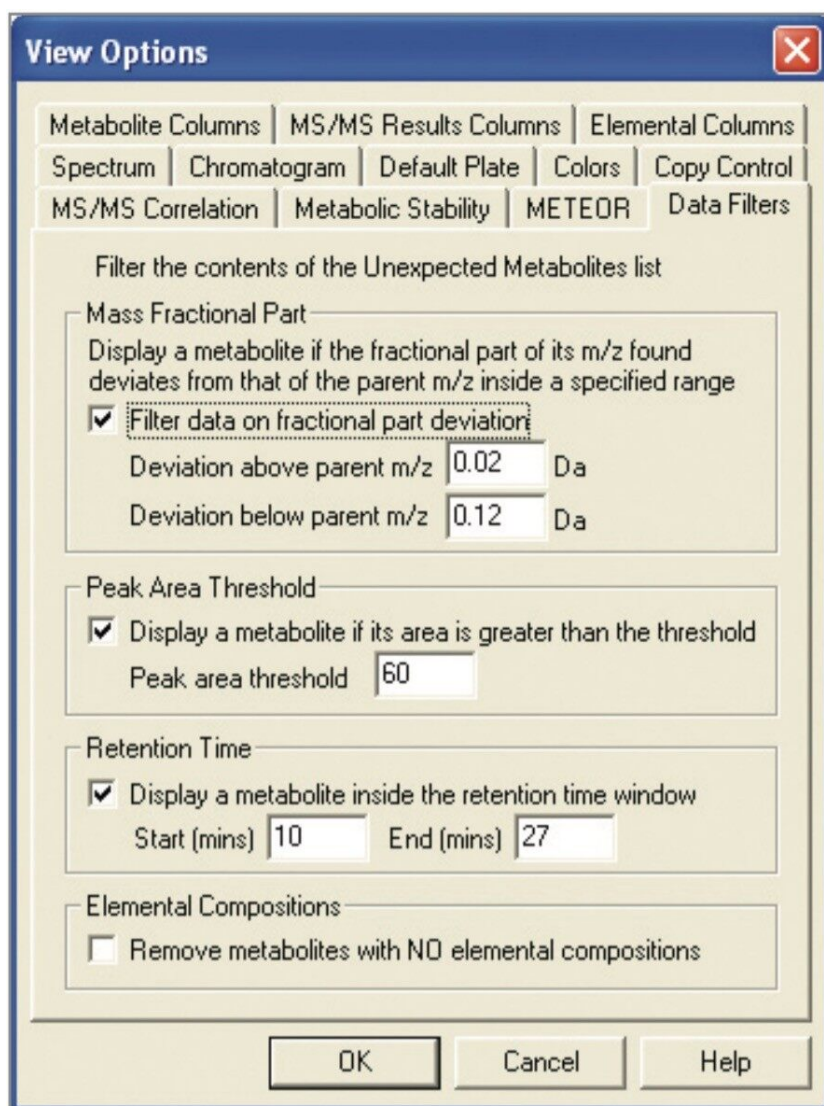 View Options
Metabolite Columns
MS/MS Results Columns
Elemental Columns
Spectrum
Chromatogram
Default Plate
Colors
Copy Control
MS/MS Correlation
Metabolic Stability
METEOR
Data Filters
Filter the contents of the Unexpected Metabolites list
Mass Fractional Part
Display a metabolite if the fractional part of its m/z found
deviates from that of the parent m/z inside a specified range
Filter data on fractional part deviation
Deviation above parent m/z 0.02 Da
Deviation below parent m/z 0.12 Da
Peak Area Threshold
Display a metabolite if its area is greater than the threshold
Peak area threshold 60
Retention Time
Display a metabolite inside the retention time window
Start (mins) 10 End (mins) 27
Elemental Compositions
Remove metabolites with NO elemental compositions
OK Cancel Help